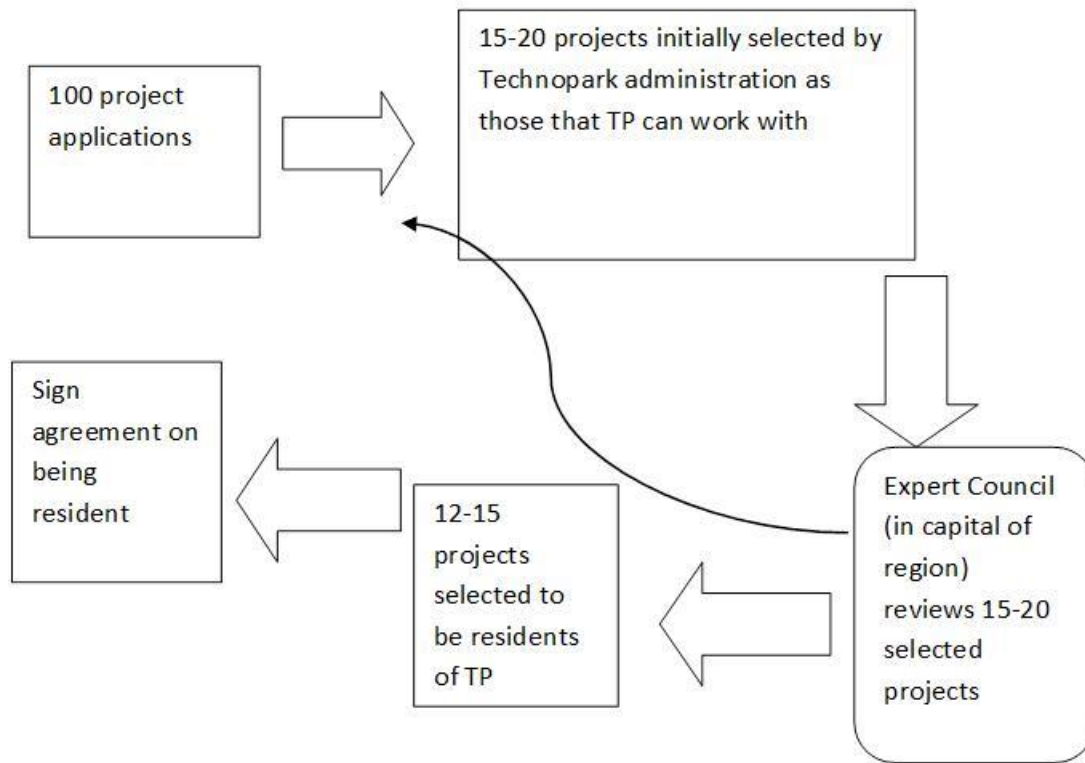 100 project
applications
15-20 projects initially selected by
Technopark administration as
those that TP can work with
Expert Council
(in capital of
region)
reviews 15-20
selected
projects
12-15
projects
selected to
be residents
of TP
Sign
agreement on
being
resident